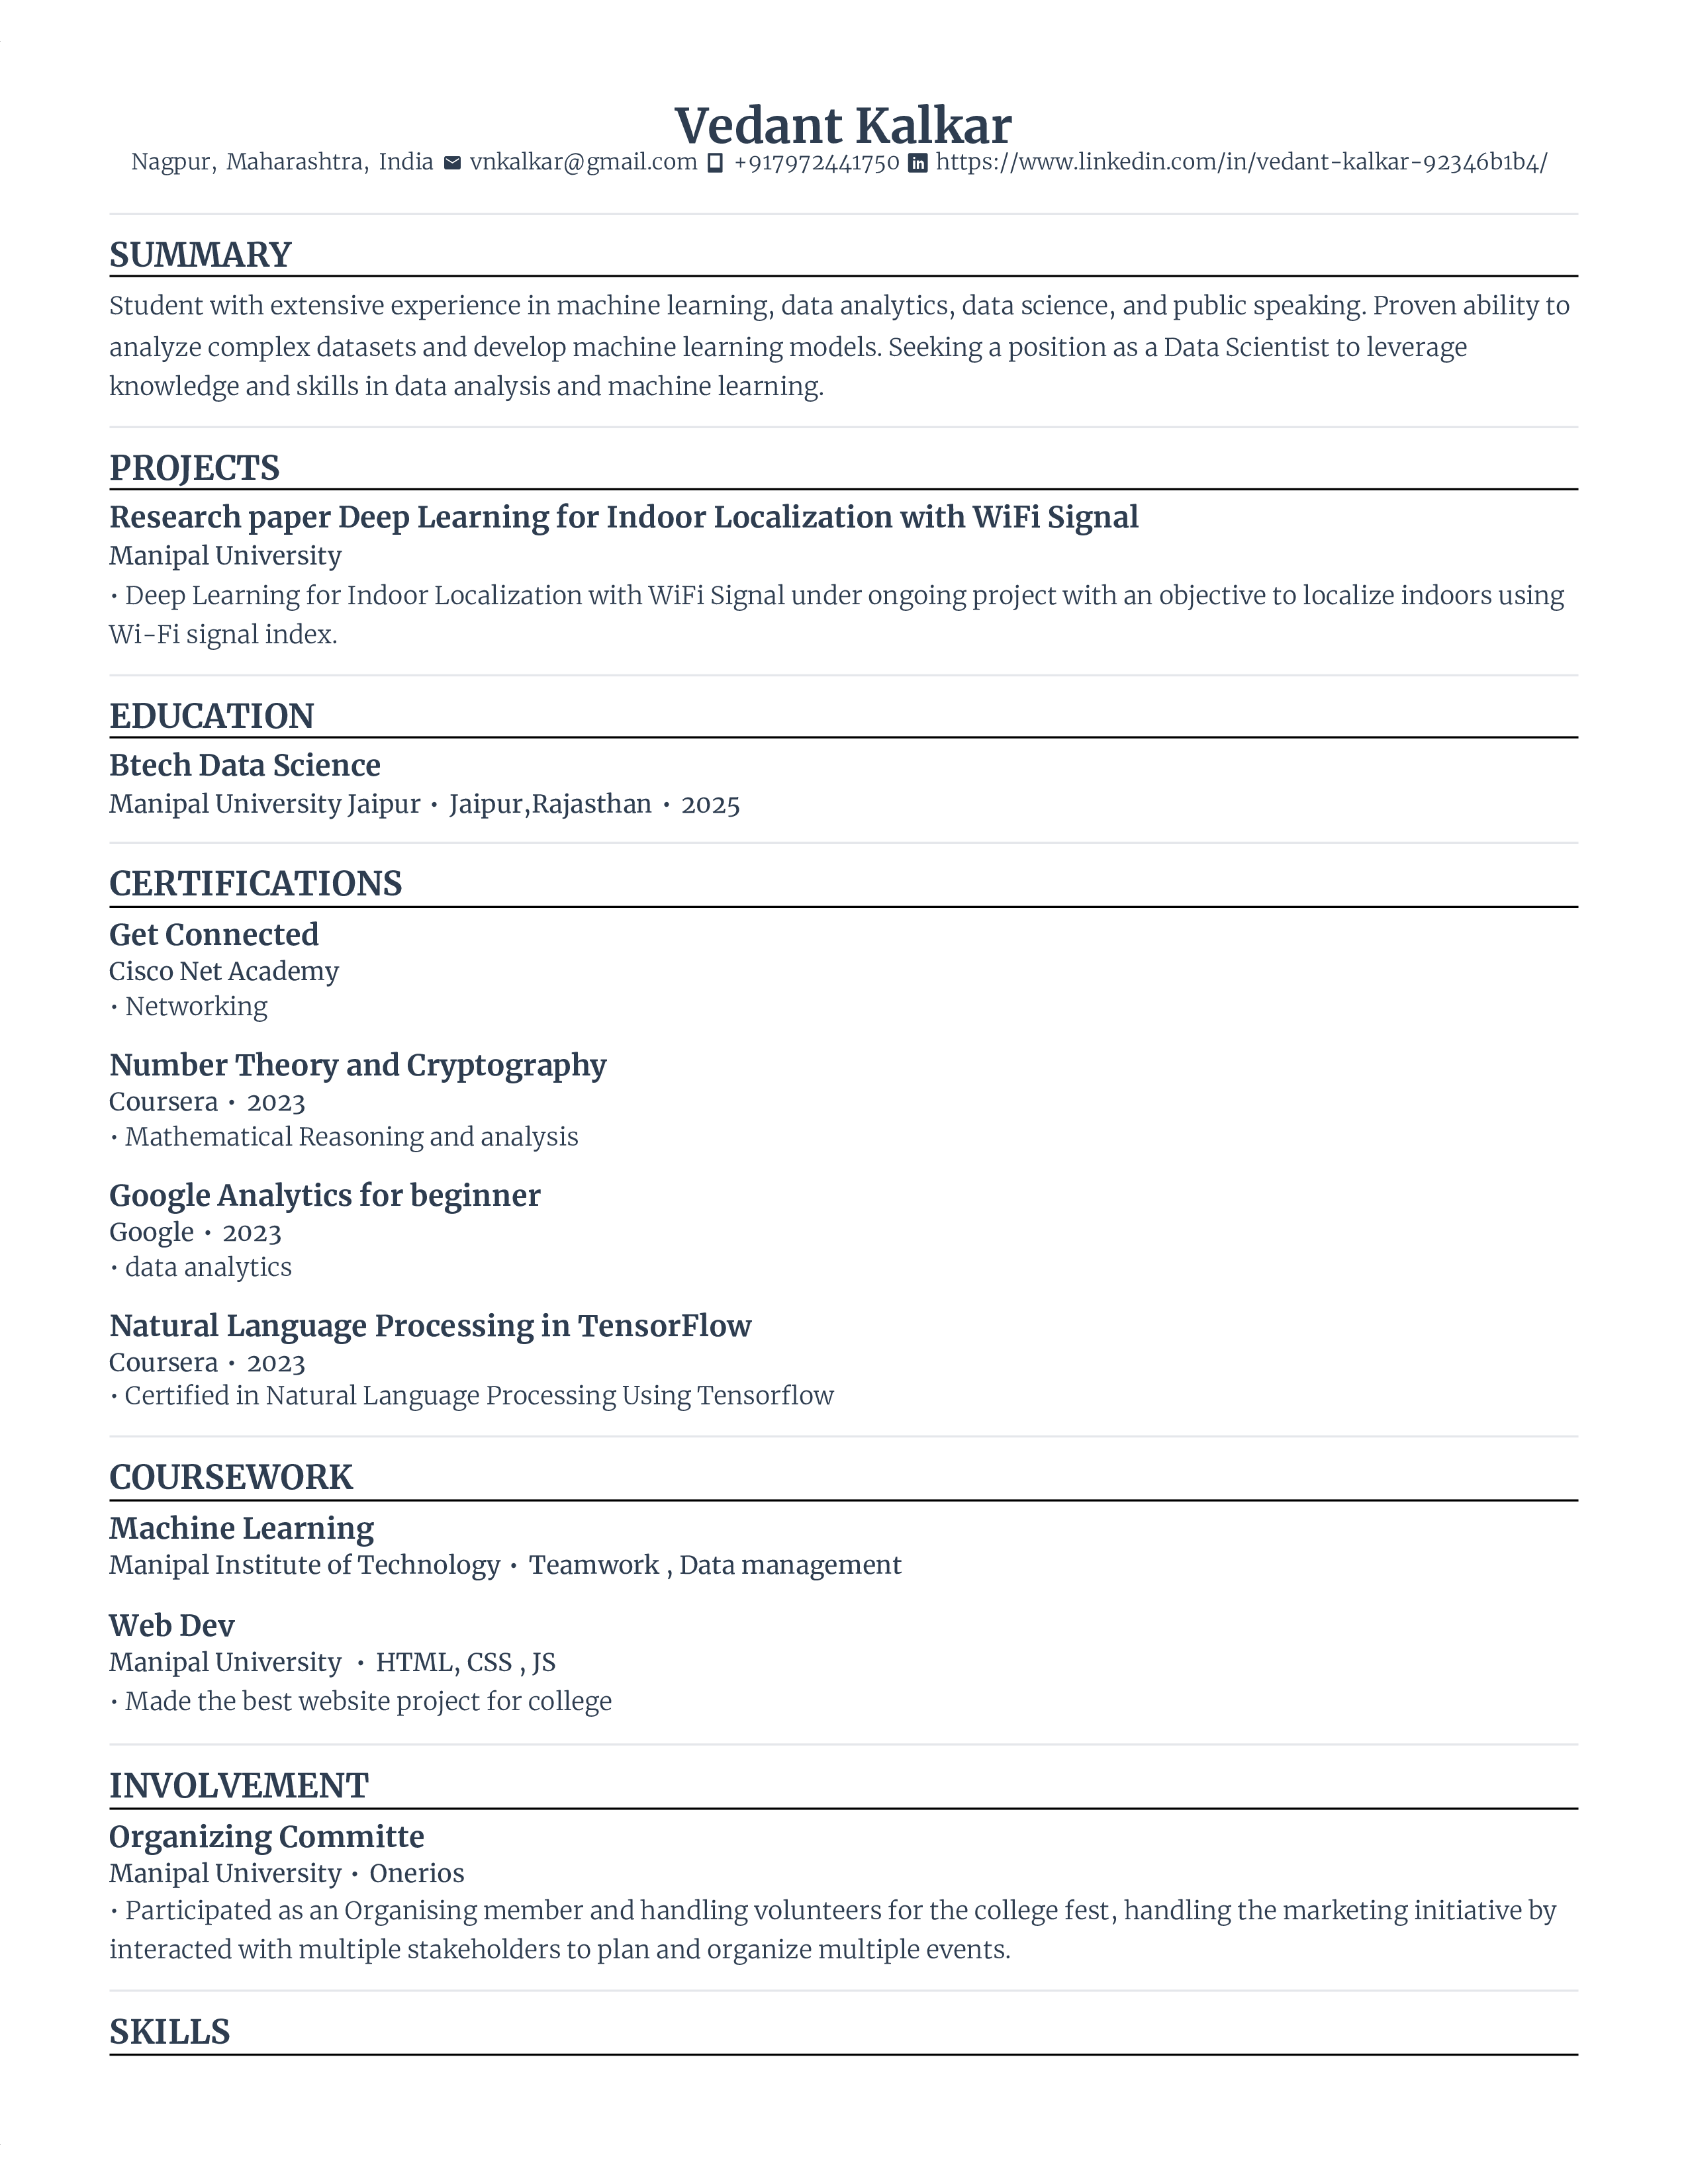 Vedant Kalkar
Nagpur, Maharashtra, India vnkalkar@gmail.com +917972441750 https://www.linkedin.com/in/vedant-kalkar-92346b1b4/
SUMMARY
Student with extensive experience in machine learning, data analytics, data science, and public speaking. Proven ability to
analyze complex datasets and develop machine learning models. Seeking a position as a Data Scientist to leverage
knowledge and skills in data analysis and machine learning.
PROJECTS
Research paper Deep Learning for Indoor Localization with WiFi Signal
Manipal University
• Deep Learning for Indoor Localization with WiFi Signal under ongoing project with an objective to localize indoors using
Wi-Fi signal index.
EDUCATION
Btech Data Science
Manipal University Jaipur • Jaipur,Rajasthan • 2025
CERTIFICATIONS
Get Connected
Cisco Net Academy
• Networking
Number Theory and Cryptography
Coursera • 2023
• Mathematical Reasoning and analysis
Google Analytics for beginner
Google • 2023
• data analytics
Natural Language Processing in TensorFlow
Coursera • 2023
• Certified in Natural Language Processing Using Tensorflow
COURSEWORK
Machine Learning
Manipal Institute of Technology • Teamwork , Data management
Web Dev
Manipal University • HTML, CSS , JS
• Made the best website project for college
INVOLVEMENT
Organizing Committe
Manipal University • Onerios
• Participated as an Organising member and handling volunteers for the college fest, handling the marketing initiative by
interacted with multiple stakeholders to plan and organize multiple events.
SKILLS